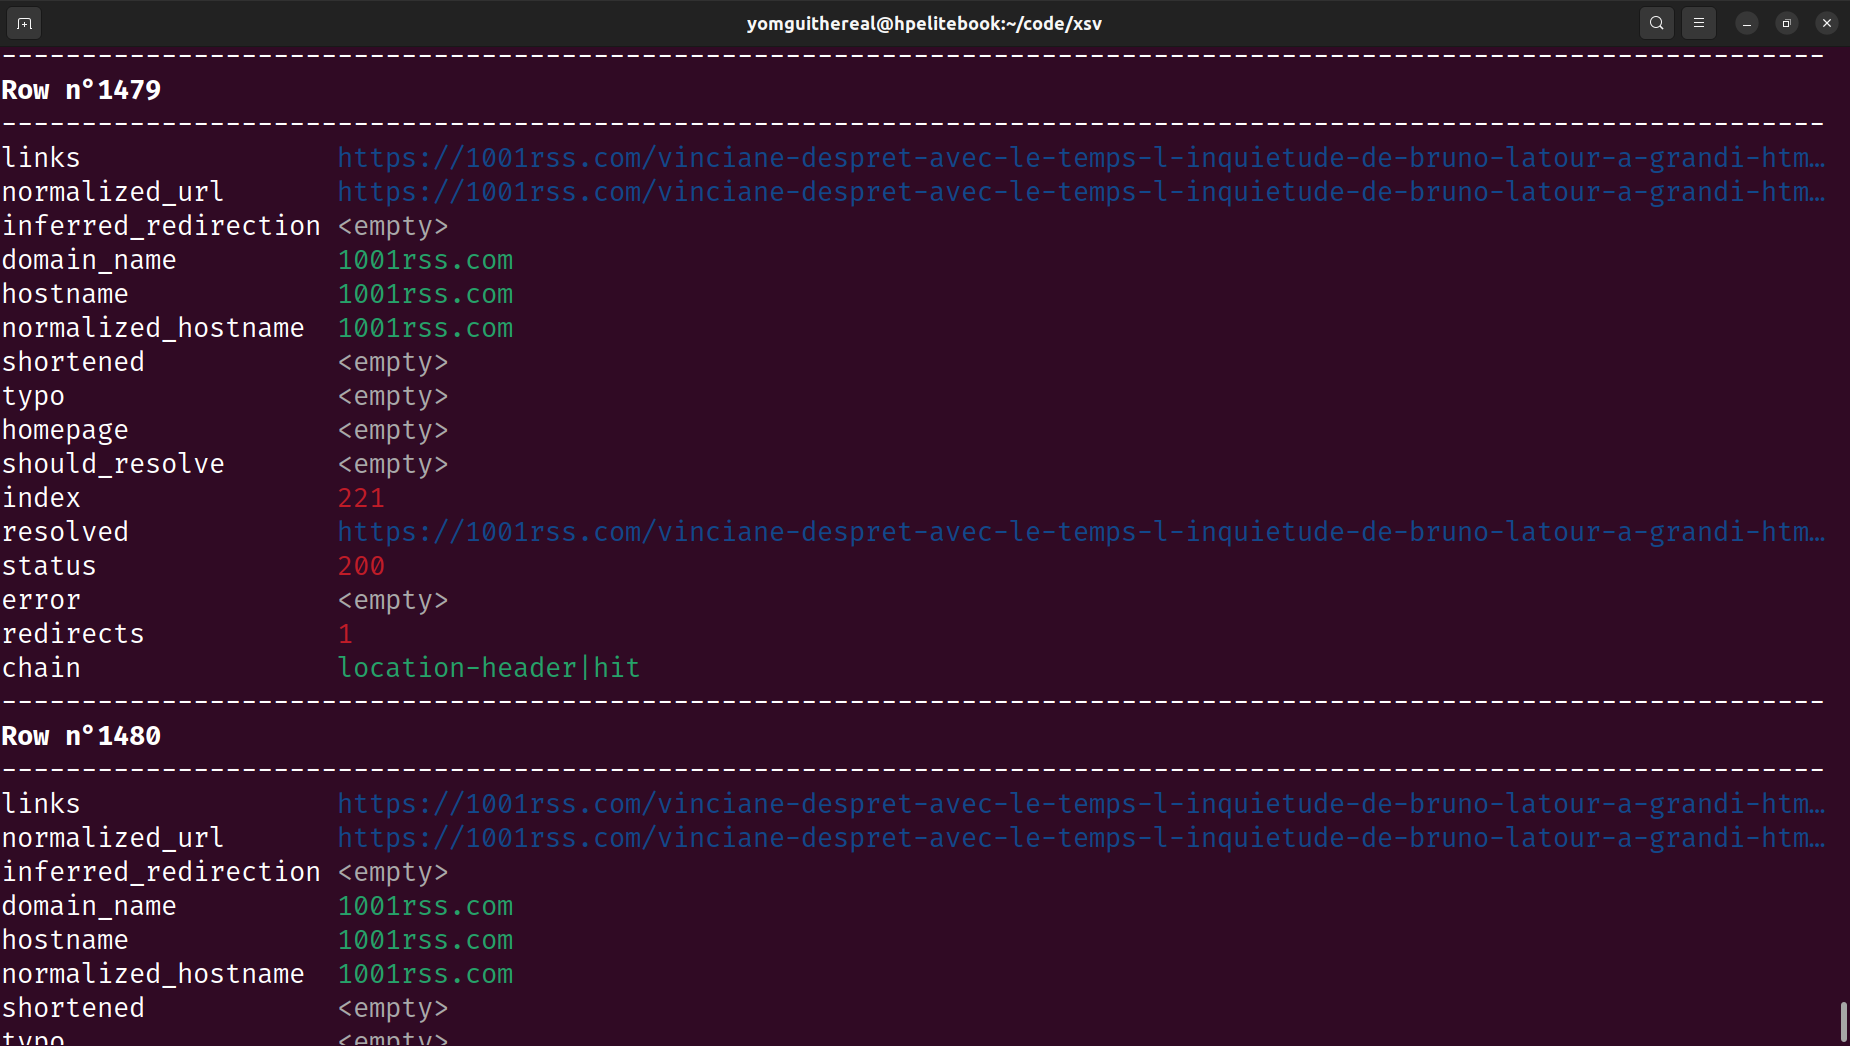 yomguithereal@hpelitebook:~/code/xsv
Row n°1479
links https://1001rss.com/vinciane-despret-avec-le-temps-l-inquietude-de-bruno-latour-a-grandi-htm…
normalized_url https://1001rss.com/vinciane-despret-avec-le-temps-l-inquietude-de-bruno-latour-a-grandi-htm…
inferred_redirection <empty>
domain_name 1001rss.com
hostname 1001rss.com
normalized_hostname 1001rss.com
shortened <empty>
typo <empty>
homepage <empty>
should_resolve <empty>
index 221
resolved https://1001rss.com/vinciane-despret-avec-le-temps-l-inquietude-de-bruno-latour-a-grandi-htm…
status 200
error <empty>
redirects 1
chain location-header|hit
Row n°1480
links https://1001rss.com/vinciane-despret-avec-le-temps-l-inquietude-de-bruno-latour-a-grandi-htm…
normalized_url https://1001rss.com/vinciane-despret-avec-le-temps-l-inquietude-de-bruno-latour-a-grandi-htm…
inferred_redirection <empty>
domain_name 1001rss.com
hostname 1001rss.com
normalized_hostname 1001rss.com
shortened <empty>
typo <empty>